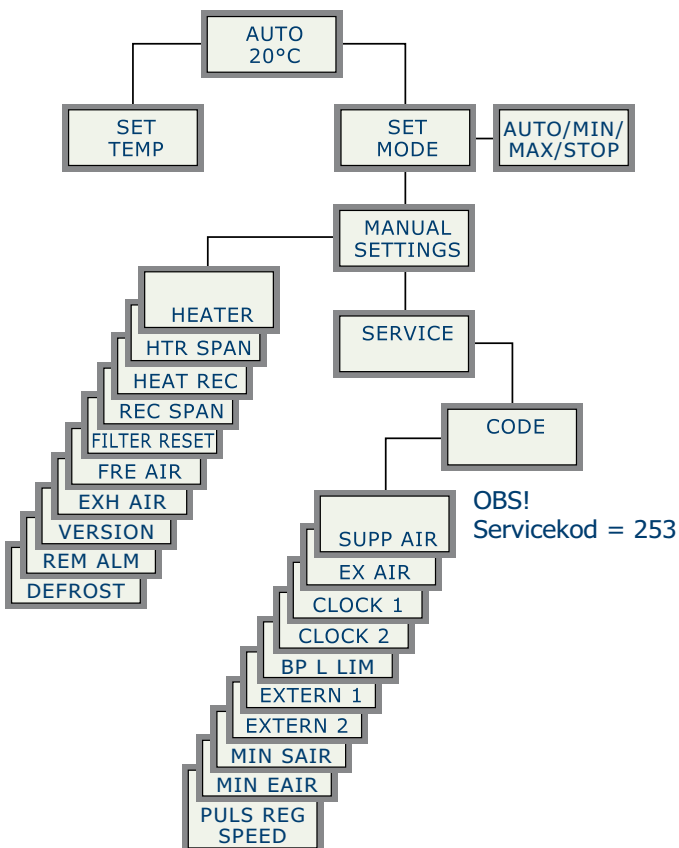 AUTO
20°C
SET
TEMP
SET
MODE
AUTO/MIN/
MAX/STOP
MANUAL
SETTINGS
HEATER
HTR SPAN
HEAT REC
REC SPAN
FILTER RESET
FRE AIR
EXH AIR
VERSION
REM ALM
DEFROST
SERVICE
CODE
OBS!
Servicekod = 253
SUPP AIR
EX AIR
CLOCK 1
CLOCK 2
BP L LIM
EXTERN 1
EXTERN 2
MIN SAIR
MIN EAIR
PULS REG
SPEED